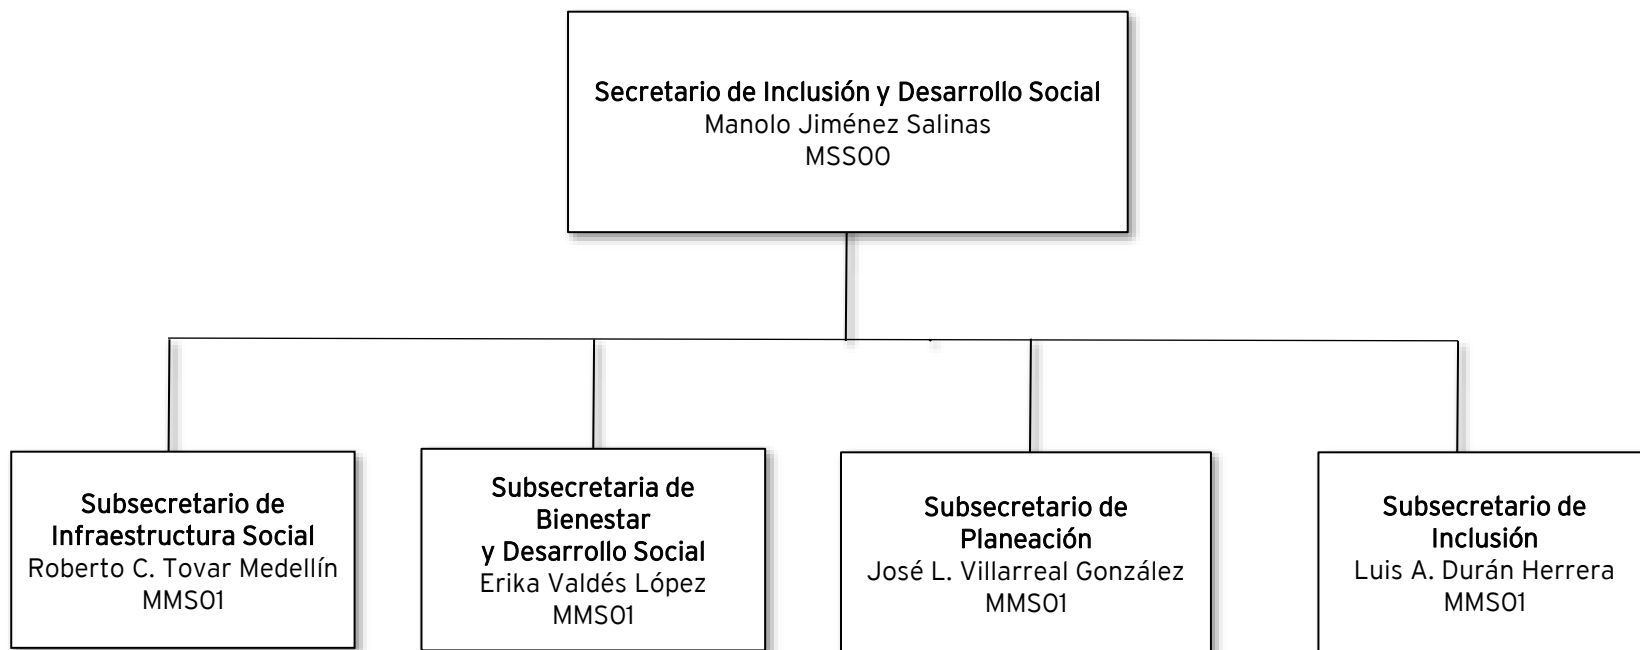 Secretario de Inclusión y Desarrollo Social
Manolo Jiménez Salinas
MSS00
Subsecretario de
Infraestructura Social
Roberto C. Tovar Medellín
MMS01
Subsecretaria de
Bienestar
y Desarrollo Social
Erika Valdés López
MMS01
Subsecretario de
Planeación
José L. Villarreal González
MMS01
Subsecretario de
Inclusión
Luis A. Durán Herrera
MMS01